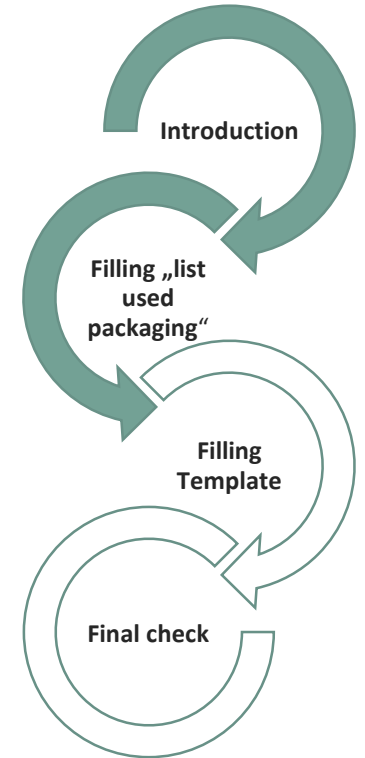 Introduction
Filling „list
used
packaging“
Filling
Template
Final check